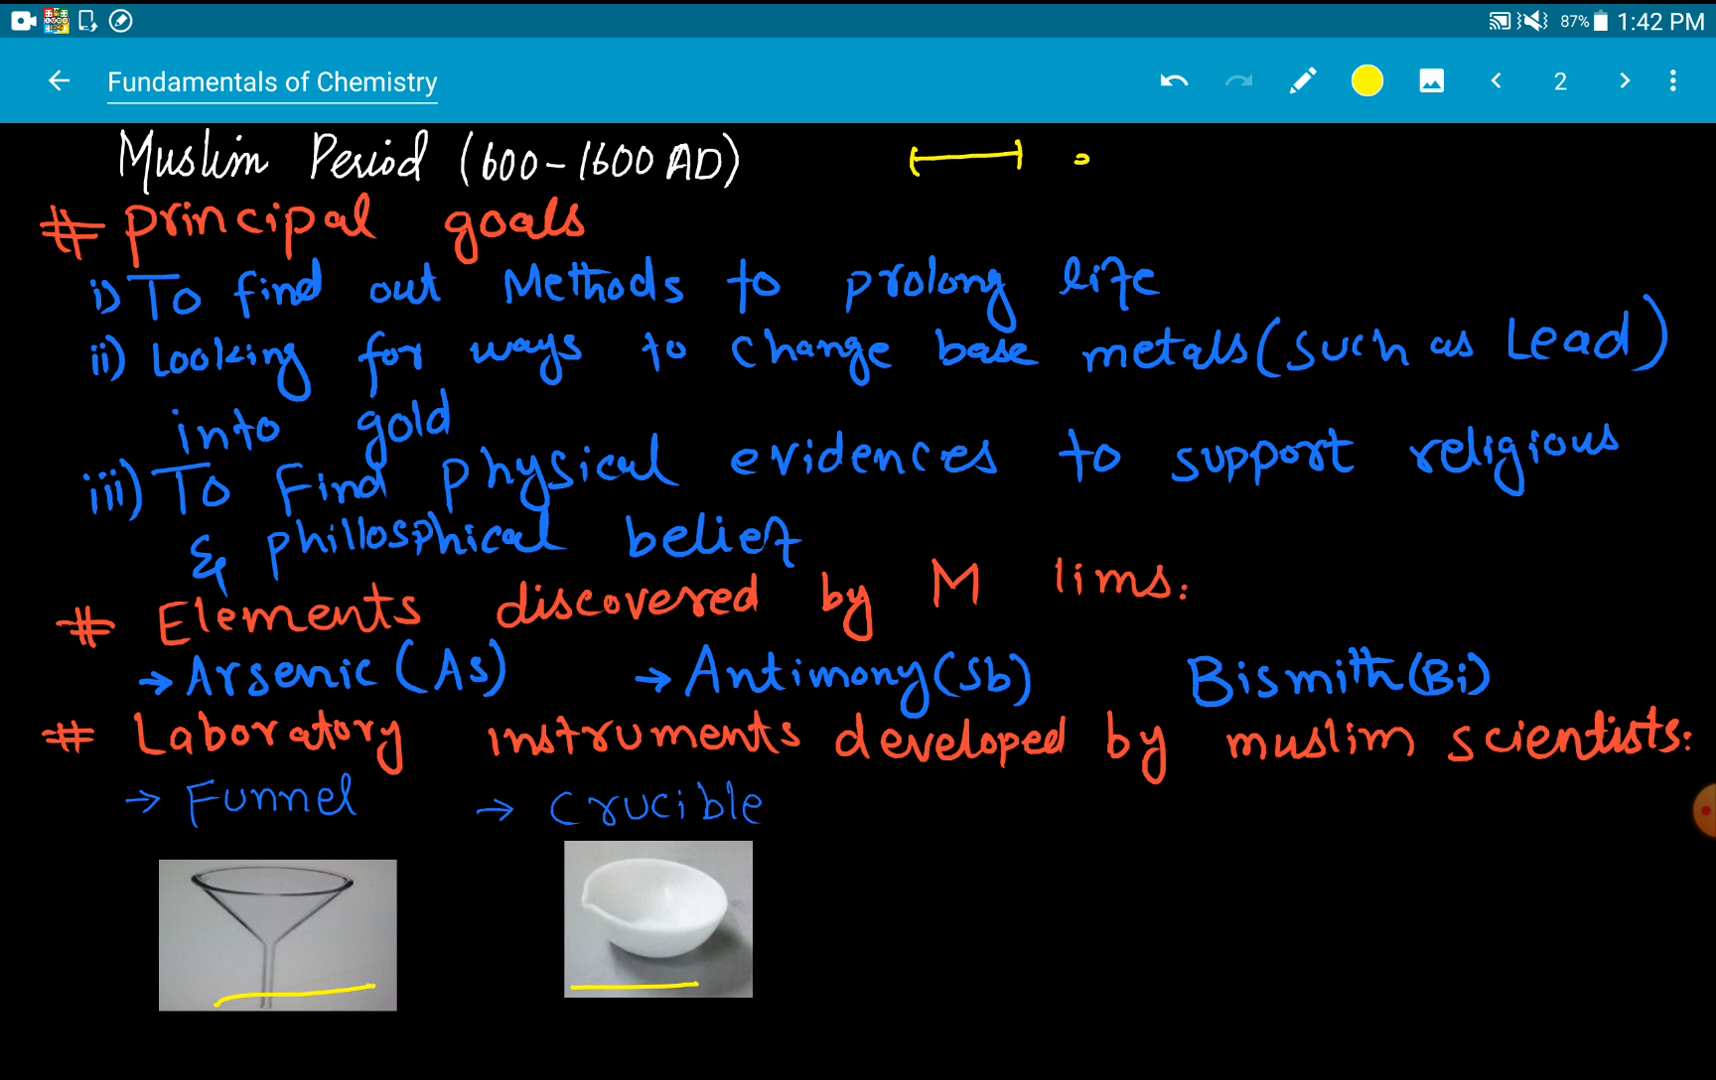 87% 1:42 PM
Fundamentals of Chemistry 2
Muslim Period (600-1600 AD)
# principal goals
i) To find out Methods to prolong life
ii) Looking for ways to change base metals (such as Lead)
into gold
iii) To Find physical evidences to support religious
& phillosphical belief
# Elements discovered by M lims:
→ Arsenic (As) → Antimony (Sb) Bismith (Bi)
# Laboratory instruments developed by muslim scientists:
→ Funnel → Crucible